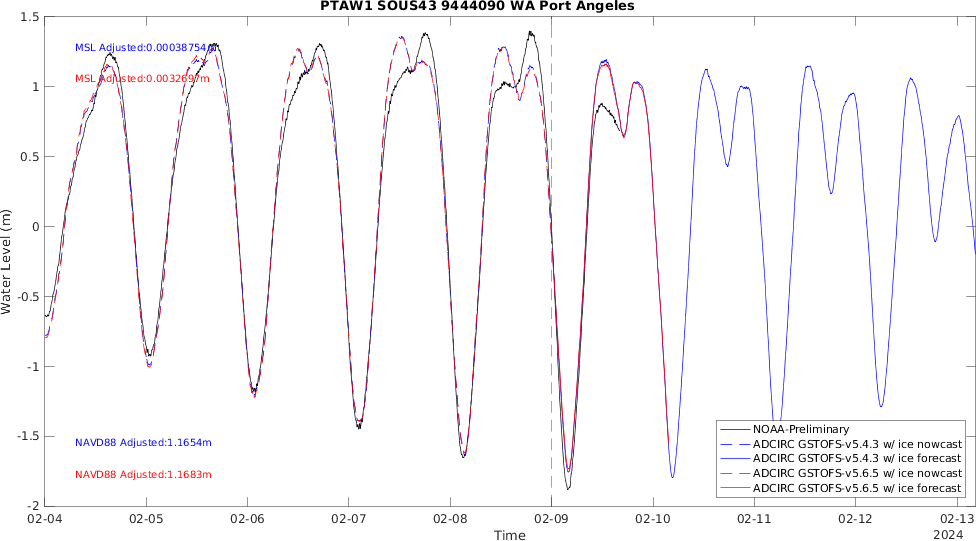 PTAW1 SOUS43 9444090 WA Port Angeles
1.5
1
0.5
0
-0.5
-1
-1.5
-2
Water Level (m)
MSL Adjusted:0.00038754m
MSL Adjusted:0.0032697m
NAVD88 Adjusted:1.1654m
NAVD88 Adjusted:1.1683m
NOAA-Preliminary
ADCIRC GSTOFS-v5.4.3 w/ ice nowcast
ADCIRC GSTOFS-v5.4.3 w/ ice forecast
ADCIRC GSTOFS-v5.6.5 w/ ice nowcast
ADCIRC GSTOFS-v5.6.5 w/ ice forecast
02-04 02-05 02-06 02-07 02-08 02-09 02-10 02-11 02-12 02-13
Time 2024